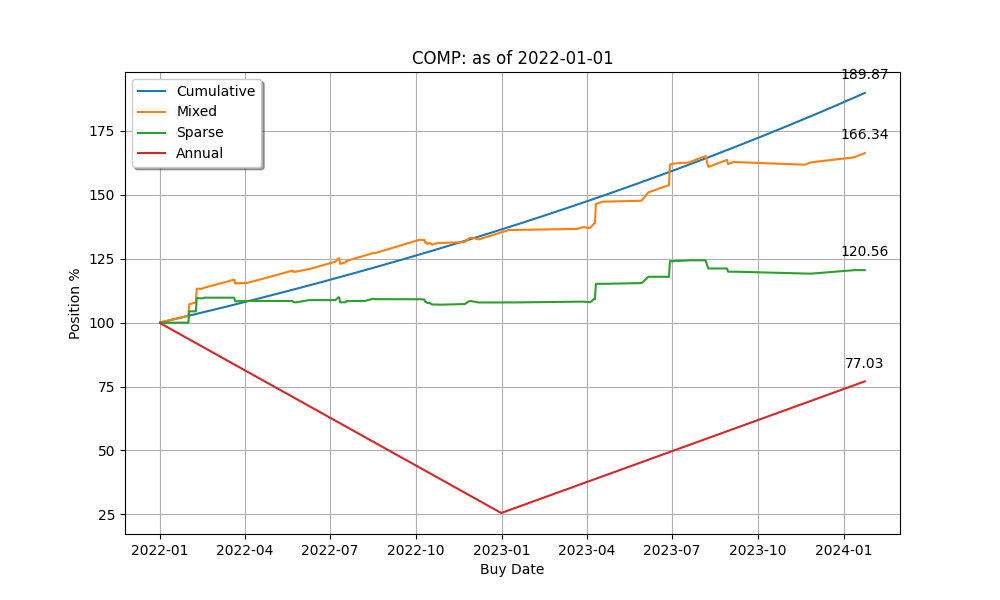 COMP: as of 2022-01-01
189.87
Cumulative
Mixed
Sparse
Annual
166.34
120.56
77.03
175
150
125
100
75
50
25
Position %
2022-01
2022-04
2022-07
2022-10
2023-01
2023-04
2023-07
2023-10
2024-01
Buy Date